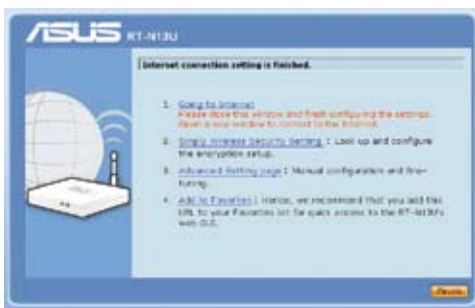 ASUS RT-N13U
Internet connection setting is finished.
1. Going to Internet
Please close this window and finish configuring the settings.
Open a new window to connect to the Internet.
2. Simply Wireless Security Setting : Look up and configure
the encryption setup.
3. Advanced Setting page : Manual configuration and fine-
tuning.
4. Add to Favorites : Hence, we recommend that you add this
URL to your Favorites list for quick access to the RT-N13U's
web GUI.